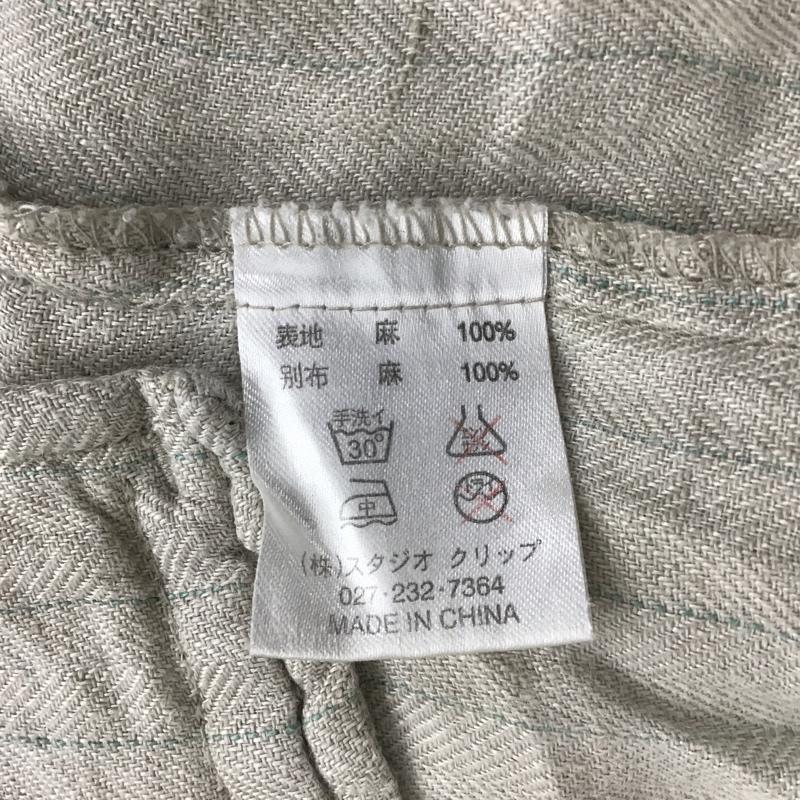 表地 麻 100%
別布 麻 100%
手洗イ
30°
中
(株)スタジオ クリップ
027・232・7364
MADE IN CHINA